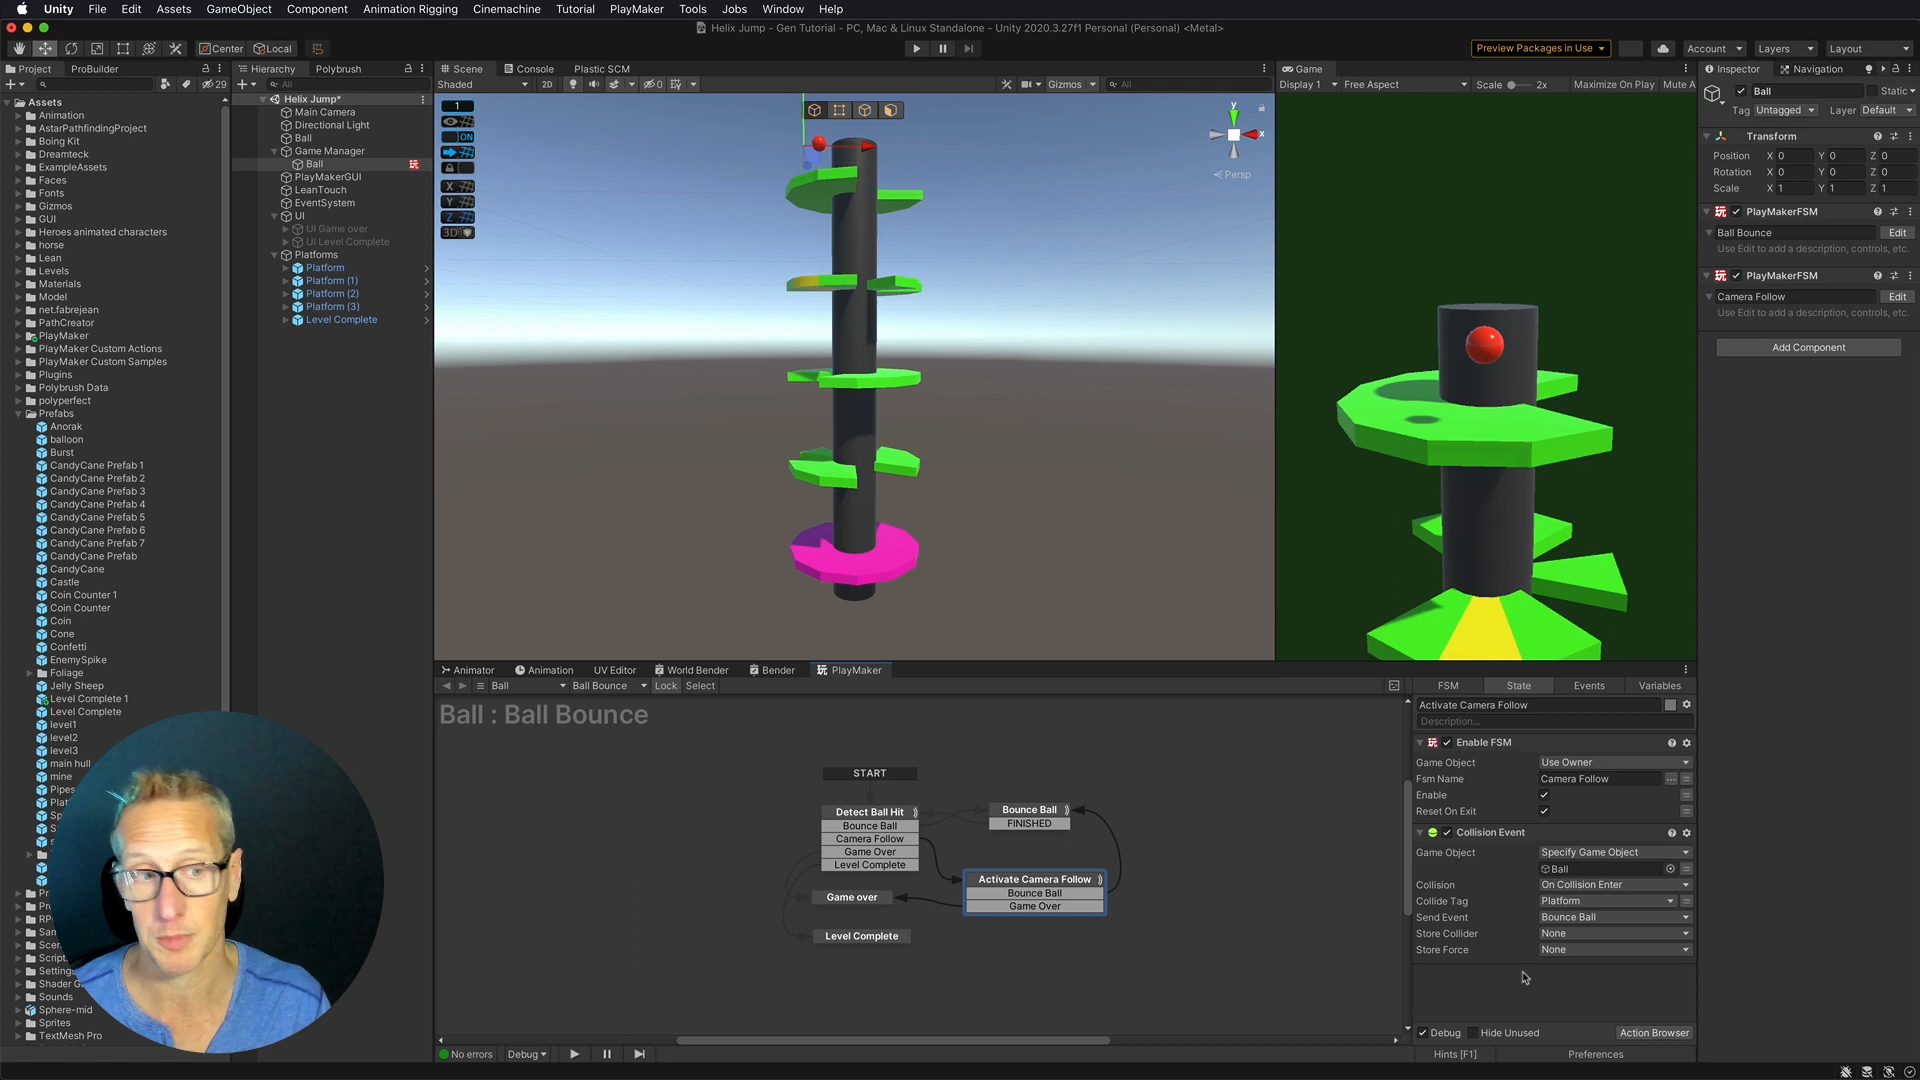 Unity File Edit Assets GameObject Component Animation Rigging Cinemachine Tutorial PlayMaker Tools Jobs Window Help
Helix Jump - Gen Tutorial - PC, Mac & Linux Standalone - Unity 2020.3.27f1 Personal (Personal) <Metal>
Center Local Preview Packages in Use Account Layers Layout
Project ProBuilder
29
Assets
Animation
AstarPathfindingProject
Boing Kit
Dreamteck
ExampleAssets
Faces
Fonts
Gizmos
GUI
Heroes animated characters
horse
Lean
Levels
Materials
Model
net.fabrejean
PathCreator
PlayMaker
PlayMaker Custom Actions
PlayMaker Custom Samples
Plugins
Polybrush Data
polyperfect
Prefabs
Anorak
balloon
Burst
CandyCane Prefab 1
CandyCane Prefab 2
CandyCane Prefab 3
CandyCane Prefab 4
CandyCane Prefab 5
CandyCane Prefab 6
CandyCane Prefab 7
CandyCane Prefab
CandyCane
Castle
Coin Counter 1
Coin Counter
Coin
Cone
Confetti
EnemySpike
Foliage
Jelly Sheep
Level Complete 1
Level Complete
level1
level2
level3
main hull
mine
Pipes
Sounds
Sphere-mid
Sprites
TextMesh Pro
Hierarchy Polybrush
All
Helix Jump*
Main Camera
Directional Light
Ball
Game Manager
Ball
PlayMakerGUI
LeanTouch
EventSystem
UI
UI Game over
UI Level Complete
Platforms
Platform
Platform (1)
Platform (2)
Platform (3)
Level Complete
Scene Console Plastic SCM
Shaded 2D 0 Gizmos All
1
ON
X
Y
Z
3D
y
x
Persp
Game
Display 1 Free Aspect Scale 2x Maximize On Play Mute A
Animator Animation UV Editor World Bender Bender PlayMaker
Ball Ball Bounce Lock Select
Ball : Ball Bounce
START
Detect Ball Hit
Bounce Ball
Camera Follow
Game Over
Level Complete
Bounce Ball
FINISHED
Activate Camera Follow
Bounce Ball
Game Over
Game over
Level Complete
No errors Debug
FSM State Events Variables
Activate Camera Follow
Description...
Enable FSM
Game Object Use Owner
Fsm Name Camera Follow
Enable
Reset On Exit
Collision Event
Game Object Specify Game Object
Ball
Collision On Collision Enter
Collide Tag Platform
Send Event Bounce Ball
Store Collider None
Store Force None
Debug Hide Unused Action Browser
Hints [F1] Preferences
Inspector Navigation
Ball Static
Tag Untagged Layer Default
Transform
Position X 0 Y 0 Z 0
Rotation X 0 Y 0 Z 0
Scale X 1 Y 1 Z 1
PlayMakerFSM
Ball Bounce Edit
Use Edit to add a description, controls, etc.
PlayMakerFSM
Camera Follow Edit
Use Edit to add a description, controls, etc.
Add Component